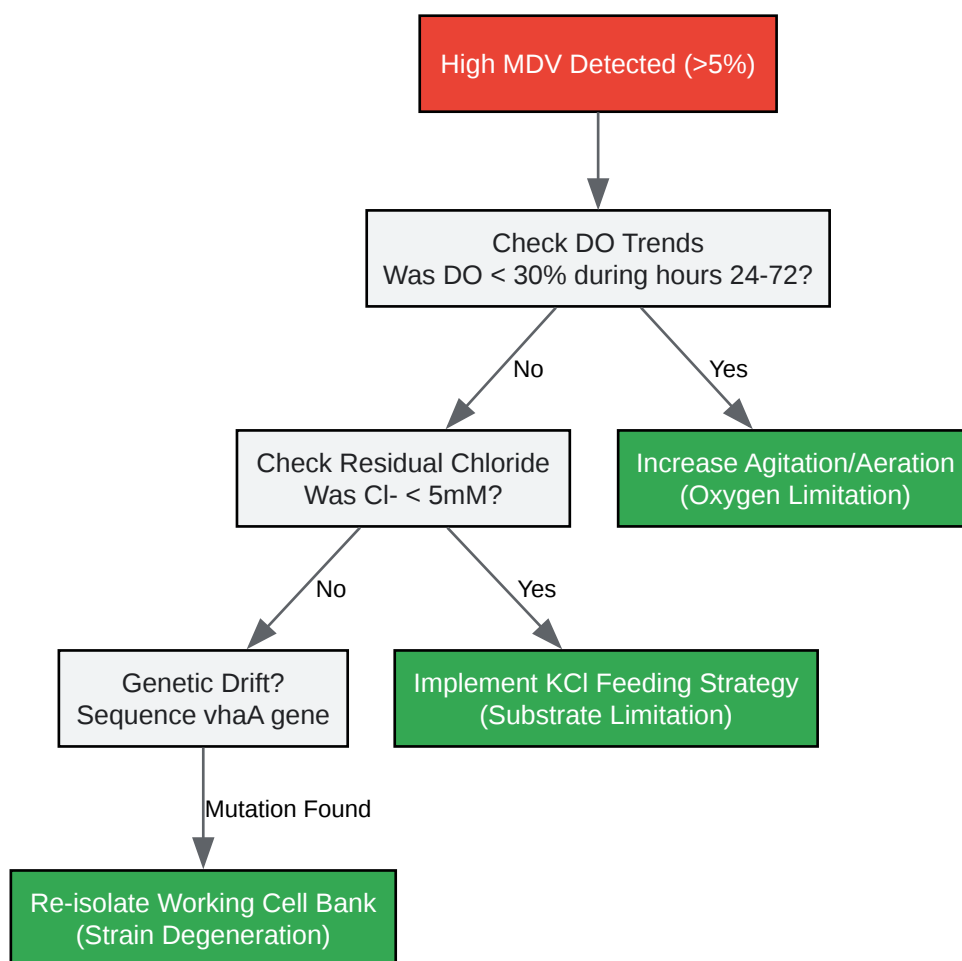 High MDV Detected (>5%)
Check DO Trends
Was DO < 30% during hours 24-72?
No
Yes
Check Residual Chloride
Was Cl- < 5mM?
Increase Agitation/Aeration
(Oxygen Limitation)
No
Yes
Genetic Drift?
Sequence vhaA gene
Implement KCl Feeding Strategy
(Substrate Limitation)
Mutation Found
Re-isolate Working Cell Bank
(Strain Degeneration)